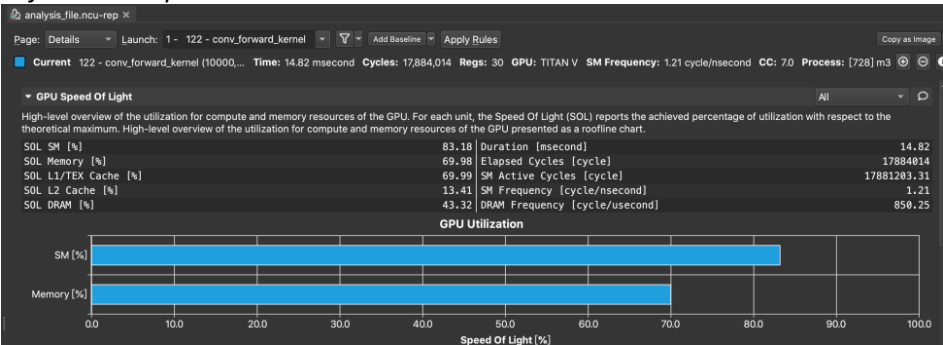 analysis_file.ncu-rep ×
Page: Details Launch: 1 - 122 - conv_forward_kernel Add Baseline Apply Rules Copy as Image
Current 122 - conv_forward_kernel (10000,... Time: 14.82 msecond Cycles: 17,884,014 Regs: 30 GPU: TITAN V SM Frequency: 1.21 cycle/nsecond CC: 7.0 Process: [728] m3
GPU Speed Of Light All
High-level overview of the utilization for compute and memory resources of the GPU. For each unit, the Speed Of Light (SOL) reports the achieved percentage of utilization with respect to the
theoretical maximum. High-level overview of the utilization for compute and memory resources of the GPU presented as a roofline chart.
SOL SM [%] 83.18 Duration [msecond] 14.82
SOL Memory [%] 69.98 Elapsed Cycles [cycle] 17884014
SOL L1/TEX Cache [%] 69.99 SM Active Cycles [cycle] 17881203.31
SOL L2 Cache [%] 13.41 SM Frequency [cycle/nsecond] 1.21
SOL DRAM [%] 43.32 DRAM Frequency [cycle/usecond] 850.25
GPU Utilization
SM [%]
Memory [%]
0.0 10.0 20.0 30.0 40.0 50.0 60.0 70.0 80.0 90.0 100.0
Speed Of Light [%]